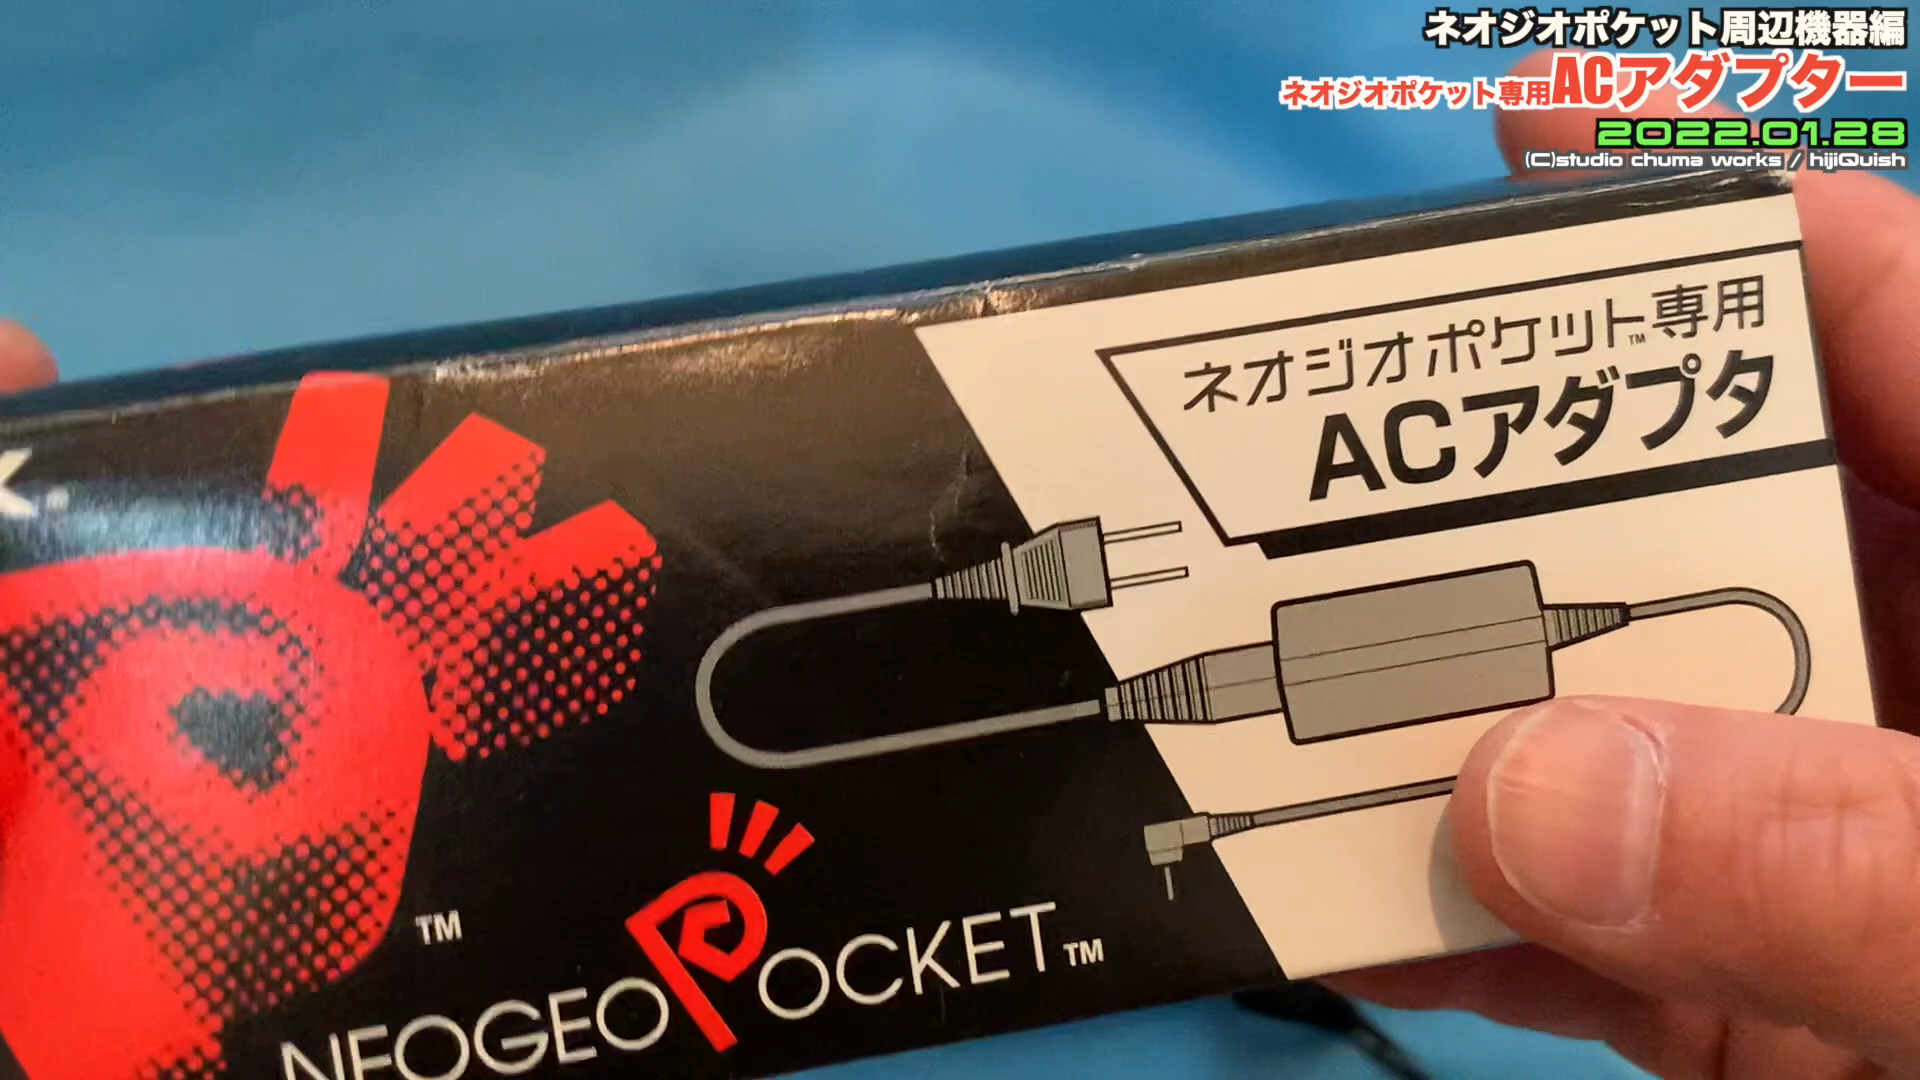 ネオジオポケット周辺機器編
ネオジオポケット専用ACアダプター
2022.01.28
(C)studio chuma works / hijiQuish
ネオジオポケット™専用
ACアダプタ
K.
TM
NEOGEO POCKET TM